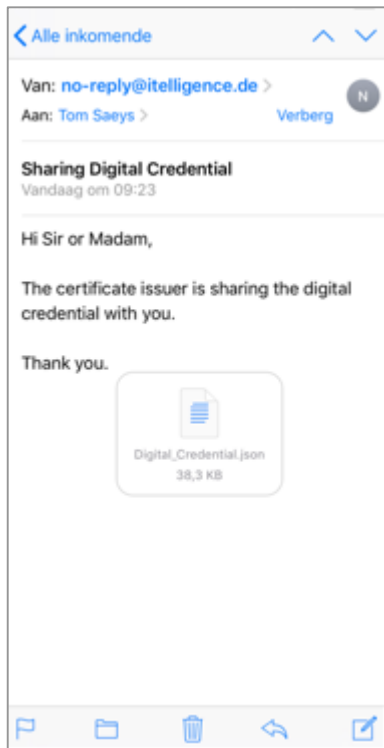 Alle inkomende
Van: no-reply@itelligence.de
N
Aan: Tom Saeys
Verberg
Sharing Digital Credential
Vandaag om 09:23
Hi Sir or Madam,
The certificate issuer is sharing the digital
credential with you.
Thank you.
Digital_Credential.json
38,3 KB